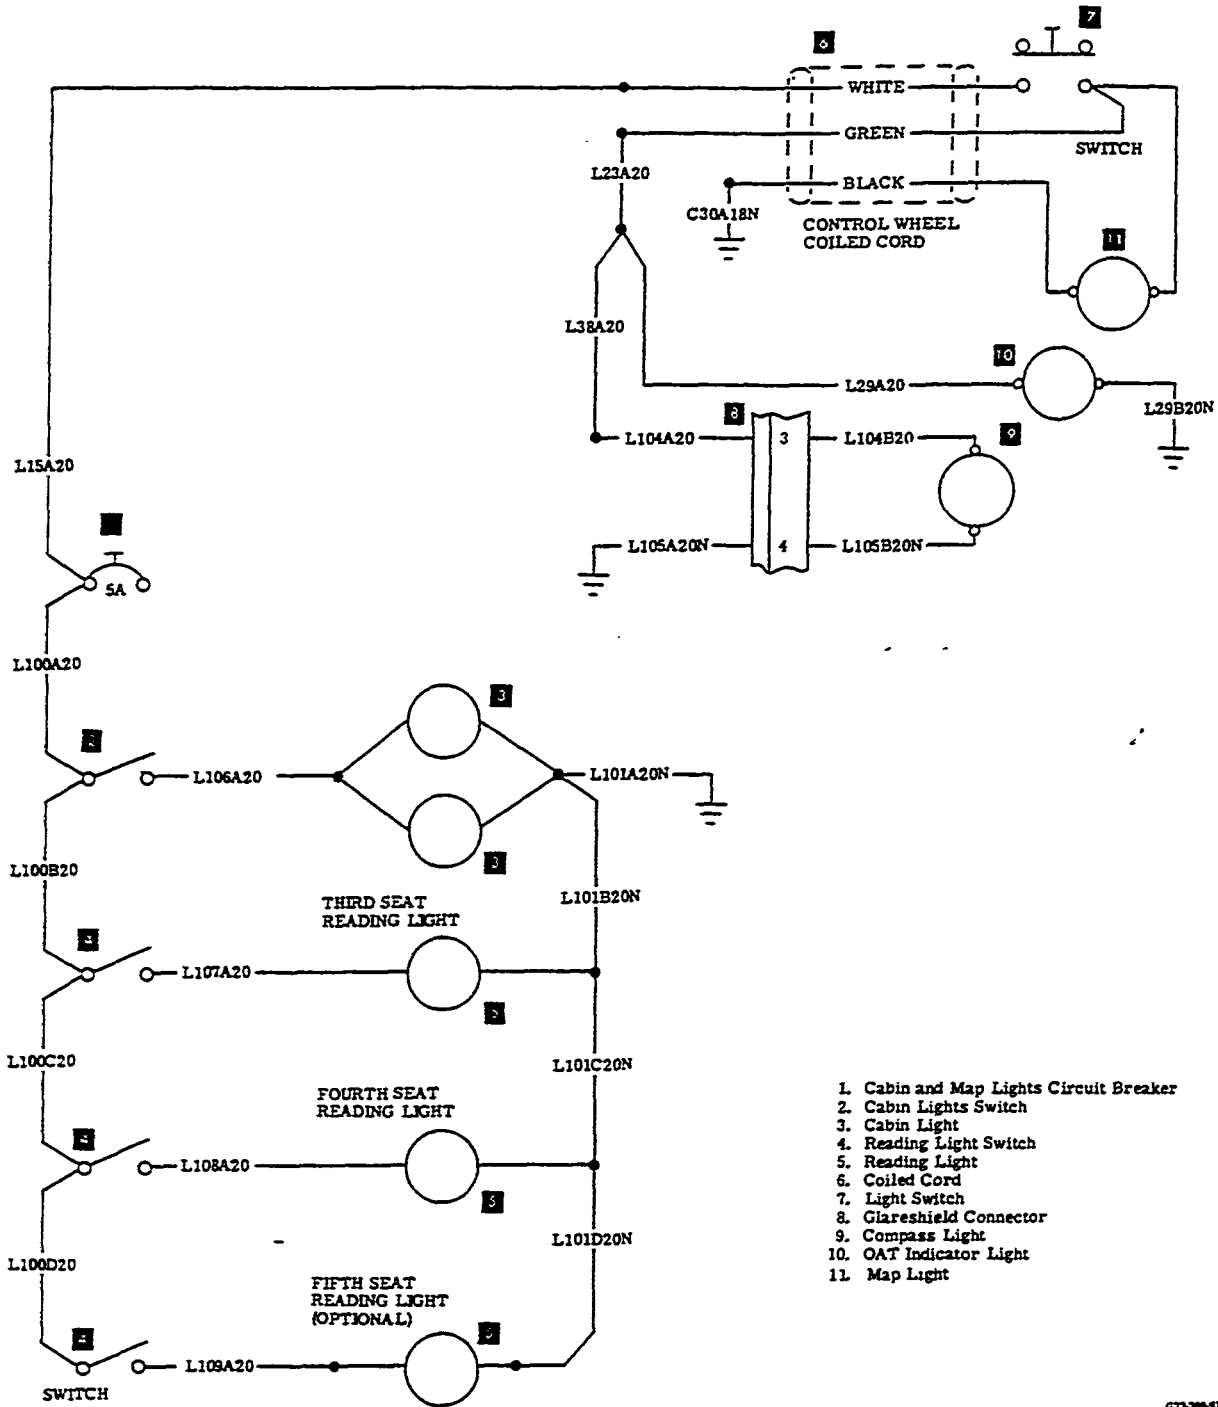 7
6
WHITE
GREEN
SWITCH
L23A20
BLACK
C30A18N
CONTROL WHEEL
COILED CORD
11
L38A20
10
L29A20
L29B20N
8
L104A20
3
L104B20
9
L15A20
L105A20N
4
L105B20N
5A
L100A20
3
2
L106A20
L101A20N
3
L100B20
L101B20N
THIRD SEAT
READING LIGHT
4
L107A20
5
L100C20
L101C20N
FOURTH SEAT
READING LIGHT
4
L108A20
5
L101D20N
L100D20
FIFTH SEAT
READING LIGHT
(OPTIONAL)
4
L109A20
SWITCH
1. Cabin and Map Lights Circuit Breaker
2. Cabin Lights Switch
3. Cabin Light
4. Reading Light Switch
5. Reading Light
6. Coiled Cord
7. Light Switch
8. Glareshield Connector
9. Compass Light
10. OAT Indicator Light
11. Map Light